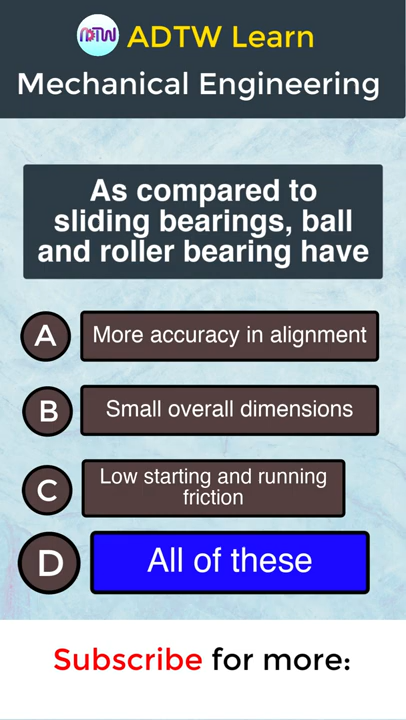 ADTW
ADTW Learn
Mechanical Engineering
As compared to
sliding bearings, ball
and roller bearing have
A
More accuracy in alignment
B
Small overall dimensions
C
Low starting and running
friction
D
All of these
Subscribe for more: